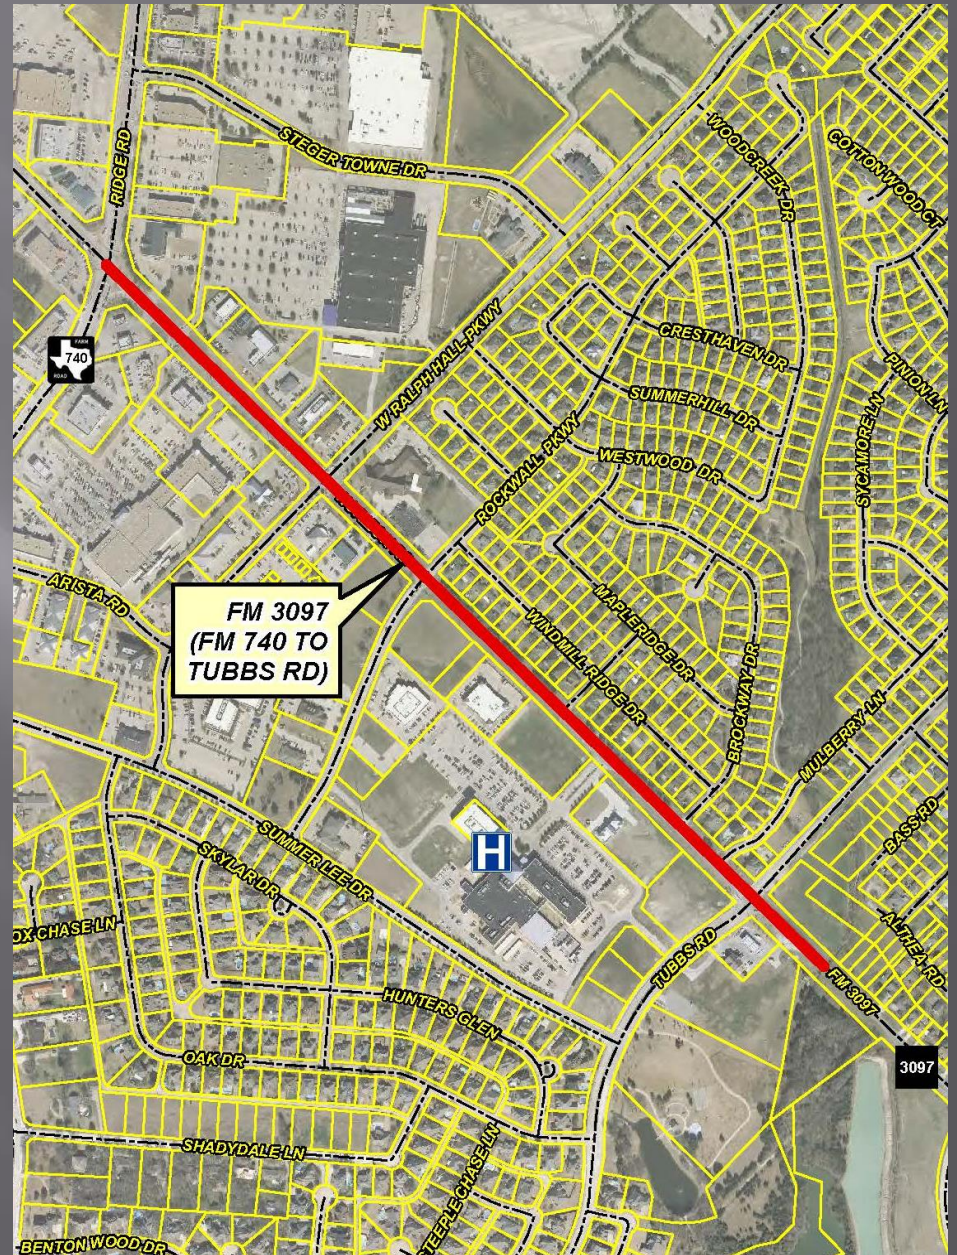 STEGER TOWNE DR
RIDGE RD
WOODCREEK DR
COTTONWOOD CT
FARM
740
ROAD
W RALPH HALL PKWY
CRESTHAVEN DR
PINION LN
SUMMERHILL DR
SYCAMORE LN
WESTWOOD DR
ROCKWALL PKWY
ARISTA RD
FM 3097
(FM 740 TO
TUBBS RD)
MAPLERIDGE DR
WINDMILL RIDGE DR
BROCKWAY DR
MULBERRY LN
BASS RD
SUMMER LEE DR
H
SKYLAR DR
OX CHASE LN
ALTHEA RD
TUBBS RD
FM 3097
HUNTERS GLEN
OAK DR
3097
SHADYDALE LN
STEEPLECHASE LN
BENTON WOOD DR